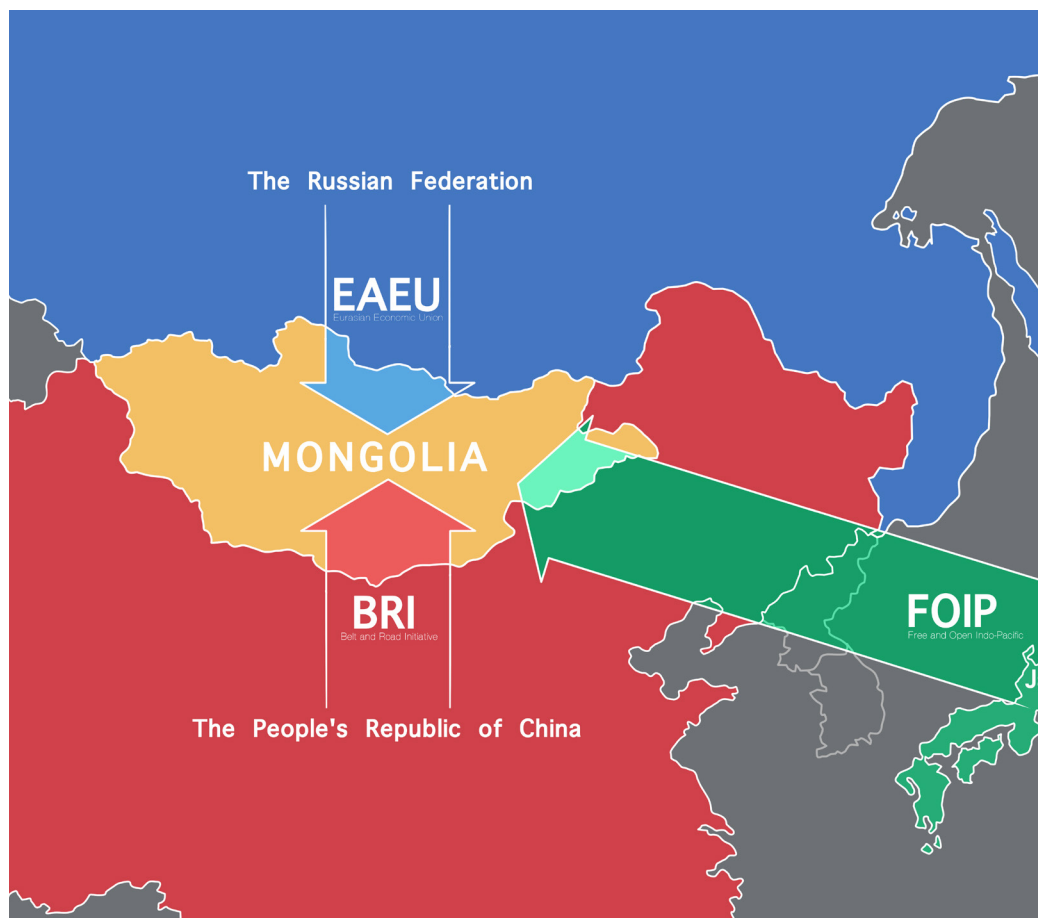 The Russian Federation
EAEU
Eurasian Economic Union
MONGOLIA
BRI
Belt and Road Initiative
The People's Republic of China
FOIP
Free and Open Indo-Pacific
J